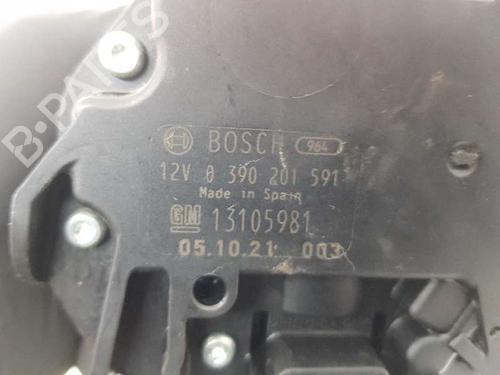 B-PARTS
BOSCH 964
12V 0 390 201 591
Made in Spain
GM 13105981
05.10.21 003